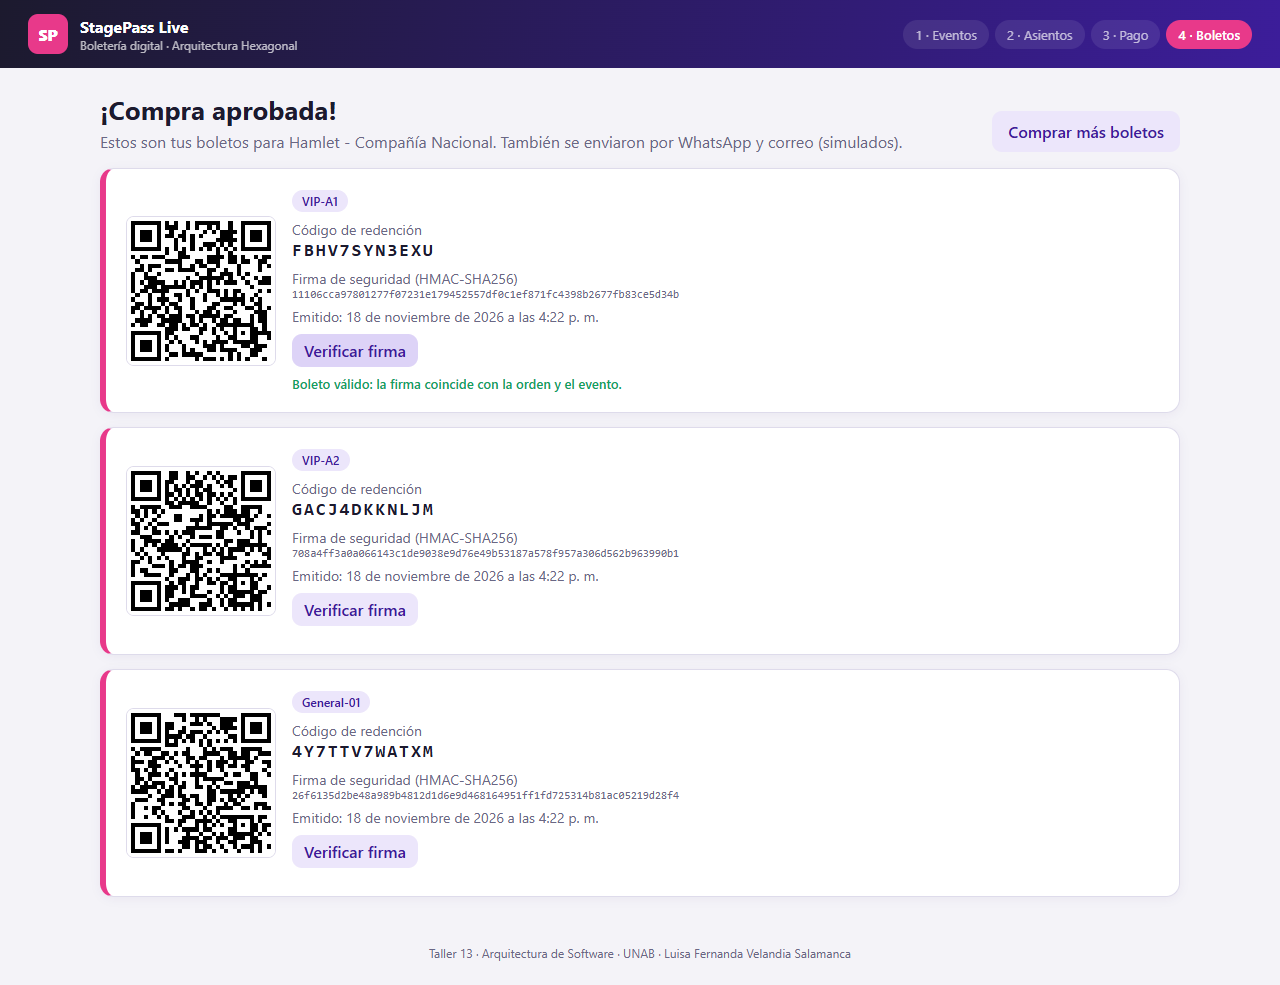 SP
StagePass Live
Boletería digital · Arquitectura Hexagonal
1 · Eventos
2 · Asientos
3 · Pago
4 · Boletos
¡Compra aprobada!
Estos son tus boletos para Hamlet - Compañía Nacional. También se enviaron por WhatsApp y correo (simulados).
Comprar más boletos
VIP-A1
Código de redención
FBHV7SYN3EXU
Firma de seguridad (HMAC-SHA256)
11106cca97801277f07231e179452557df0c1ef871fc4398b2677fb83ce5d34b
Emitido: 18 de noviembre de 2026 a las 4:22 p. m.
Verificar firma
Boleto válido: la firma coincide con la orden y el evento.
VIP-A2
Código de redención
GACJ4DKKNLJM
Firma de seguridad (HMAC-SHA256)
708a4ff3a0a066143c1de9038e9d76e49b53187a578f957a306d562b963990b1
Emitido: 18 de noviembre de 2026 a las 4:22 p. m.
Verificar firma
General-01
Código de redención
4Y7TTV7WATXM
Firma de seguridad (HMAC-SHA256)
26f6135d2be48a989b4812d1d6e9d468164951ff1fd725314b81ac05219d28f4
Emitido: 18 de noviembre de 2026 a las 4:22 p. m.
Verificar firma
Taller 13 · Arquitectura de Software · UNAB · Luisa Fernanda Velandia Salamanca